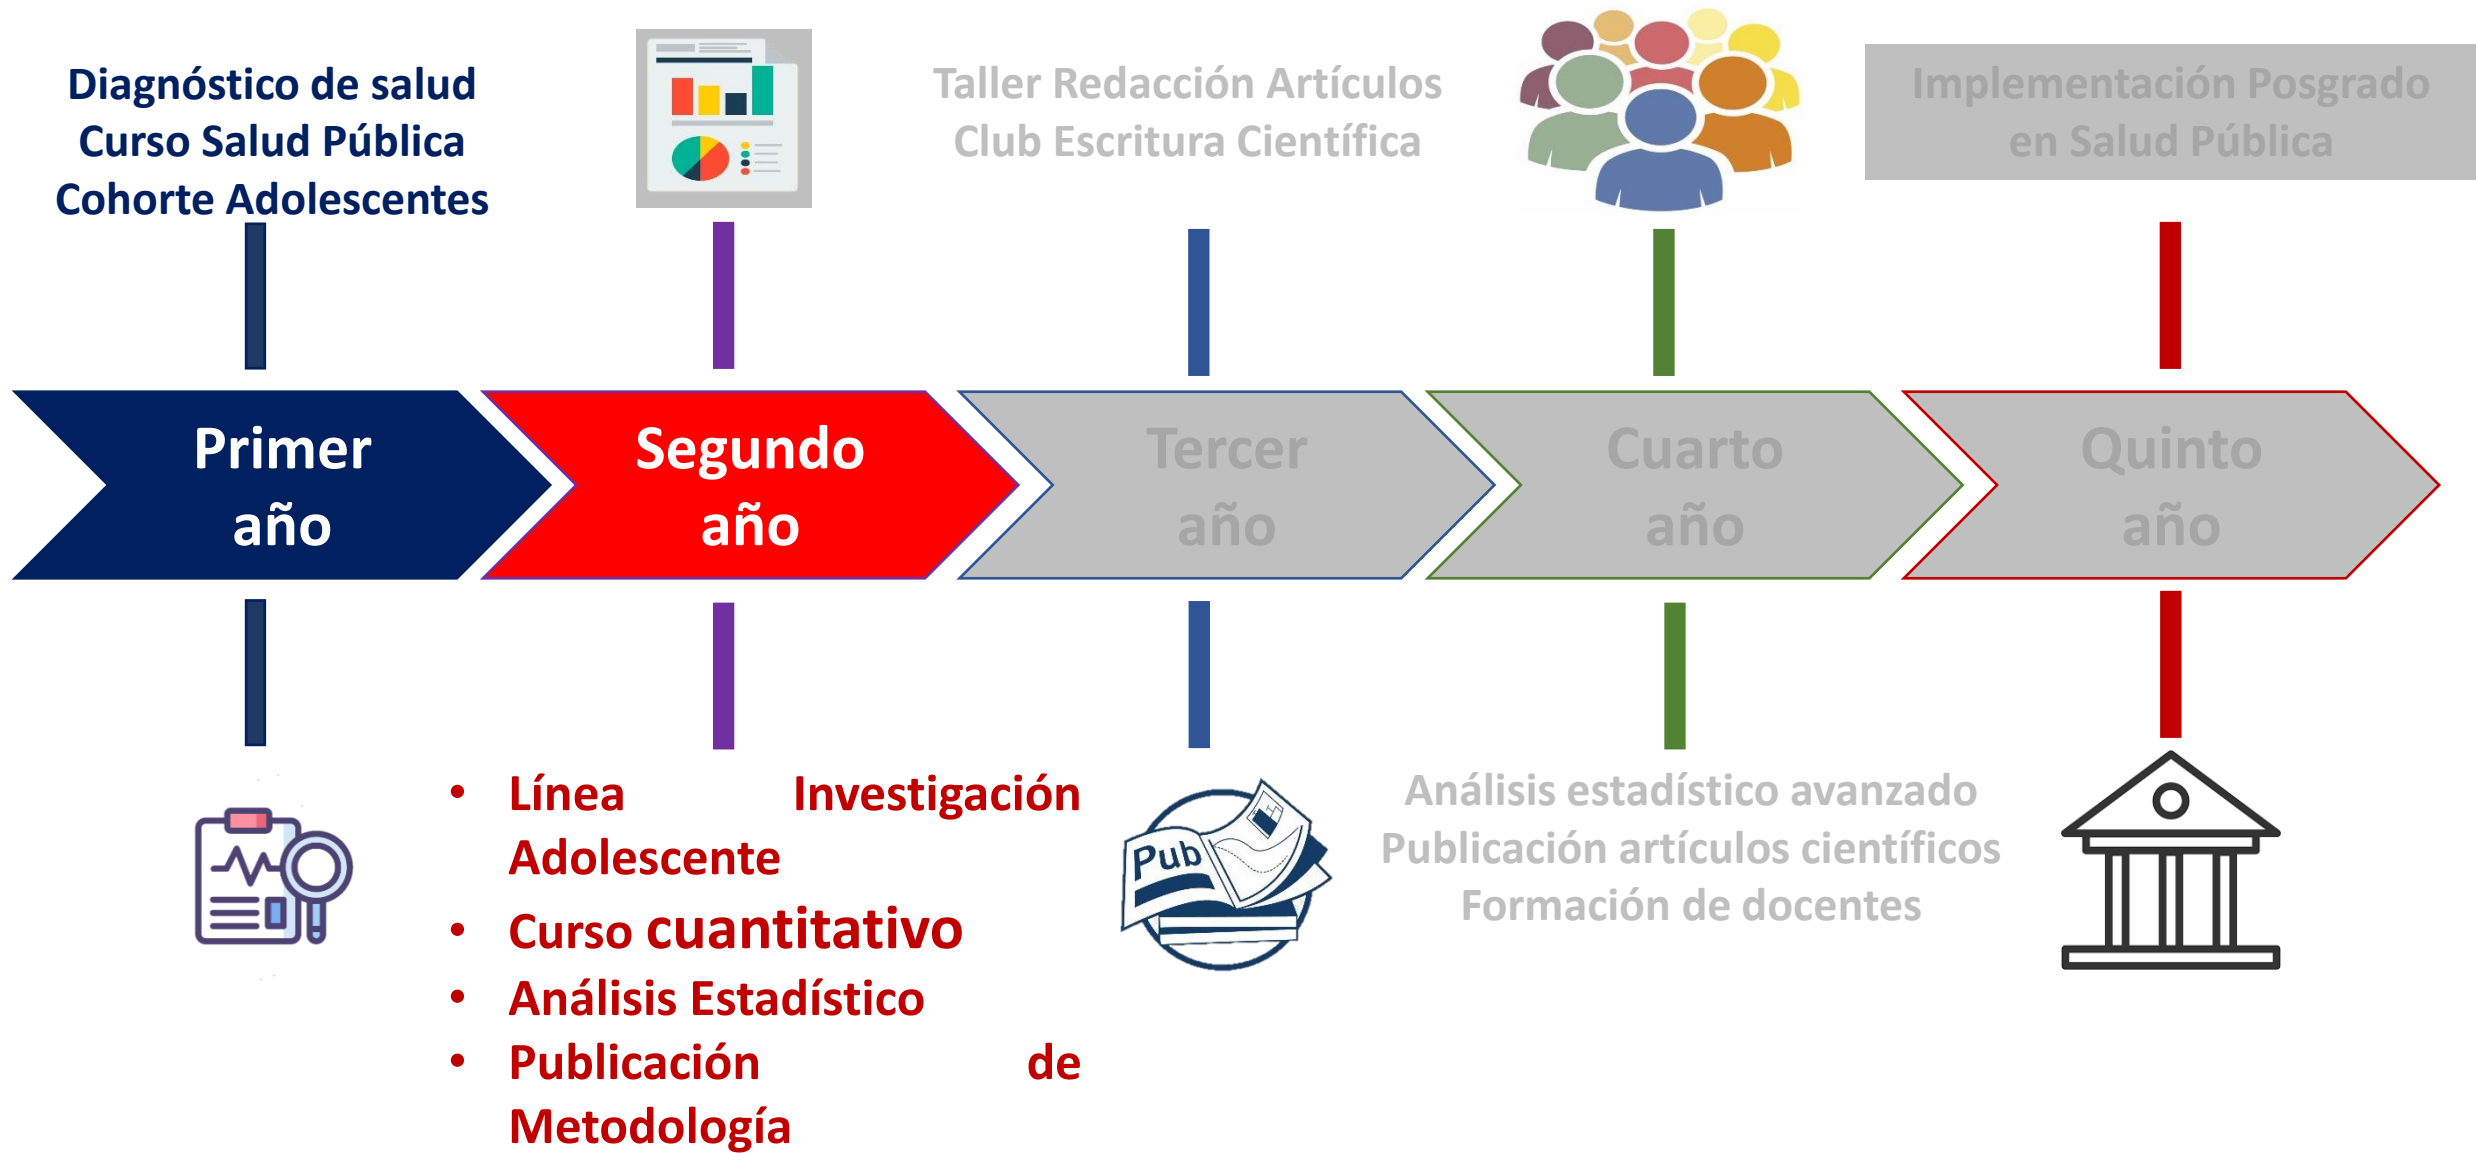 Diagnóstico de salud
Curso Salud Pública
Cohorte Adolescentes
Taller Redacción Artículos
Club Escritura Científica
Implementación Posgrado
en Salud Pública
Primer
año
Segundo
año
Tercer
año
Cuarto
año
Quinto
año
• Línea Investigación
Adolescente
• Curso cuantitativo
• Análisis Estadístico
• Publicación de
Metodología
Pub
Análisis estadístico avanzado
Publicación artículos científicos
Formación de docentes